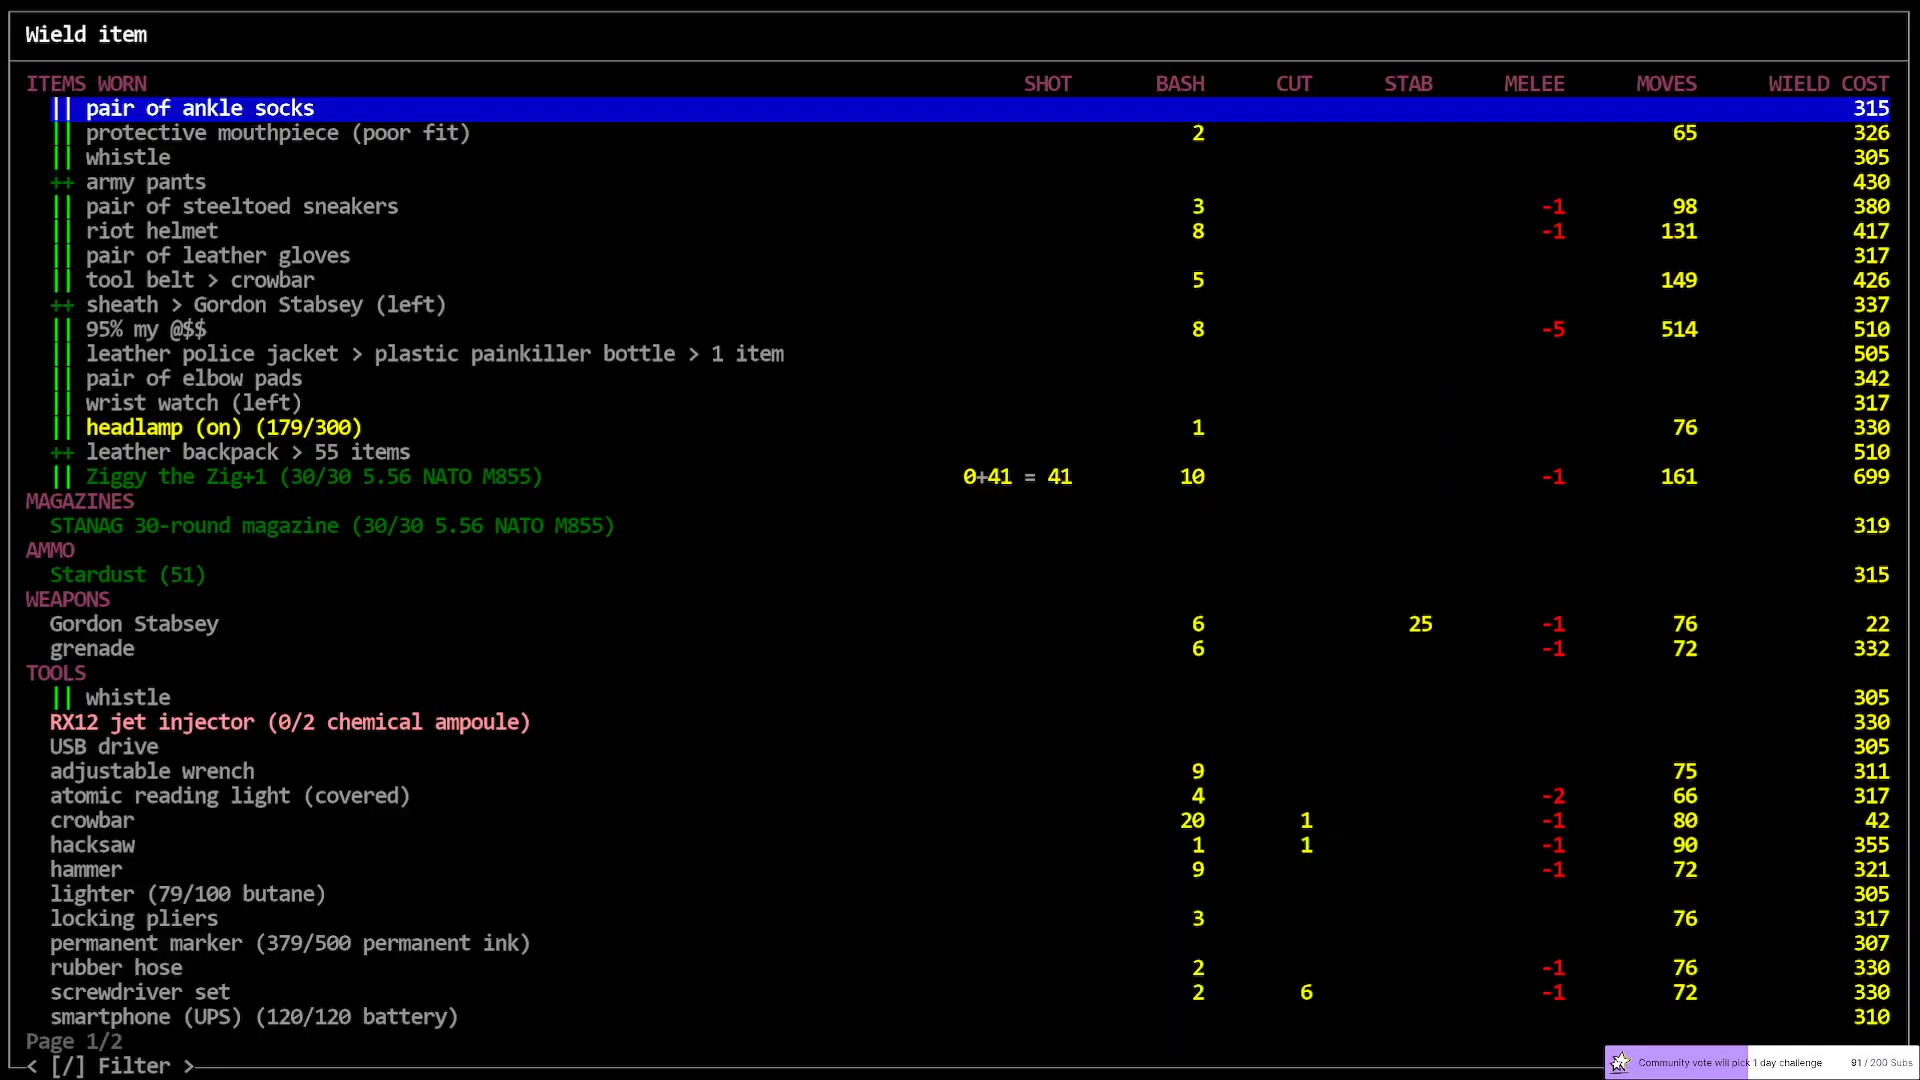 Wield item
ITEMS WORN SHOT BASH CUT STAB MELEE MOVES WIELD COST
|| pair of ankle socks 315
|| protective mouthpiece (poor fit) 2 65 326
|| whistle 305
++ army pants 430
|| pair of steeltoed sneakers 3 -1 98 380
|| riot helmet 8 -1 131 417
|| pair of leather gloves 317
|| tool belt > crowbar 5 149 426
++ sheath > Gordon Stabsey (left) 337
|| 95% my @$$ 8 -5 514 510
|| leather police jacket > plastic painkiller bottle > 1 item 505
|| pair of elbow pads 342
|| wrist watch (left) 317
|| headlamp (on) (179/300) 1 76 330
++ leather backpack > 55 items 510
|| Ziggy the Zig+1 (30/30 5.56 NATO M855) 0+41 = 41 10 -1 161 699
MAGAZINES
STANAG 30-round magazine (30/30 5.56 NATO M855) 319
AMMO
Stardust (51) 315
WEAPONS
Gordon Stabsey 6 25 -1 76 22
grenade 6 -1 72 332
TOOLS
|| whistle 305
RX12 jet injector (0/2 chemical ampoule) 330
USB drive 305
adjustable wrench 9 75 311
atomic reading light (covered) 4 -2 66 317
crowbar 20 1 -1 80 42
hacksaw 1 1 -1 90 355
hammer 9 -1 72 321
lighter (79/100 butane) 305
locking pliers 3 76 317
permanent marker (379/500 permanent ink) 307
rubber hose 2 -1 76 330
screwdriver set 2 6 -1 72 330
smartphone (UPS) (120/120 battery) 310
Page 1/2
< [/] Filter >
Community vote will pick 1 day challenge 91 / 200 Subs